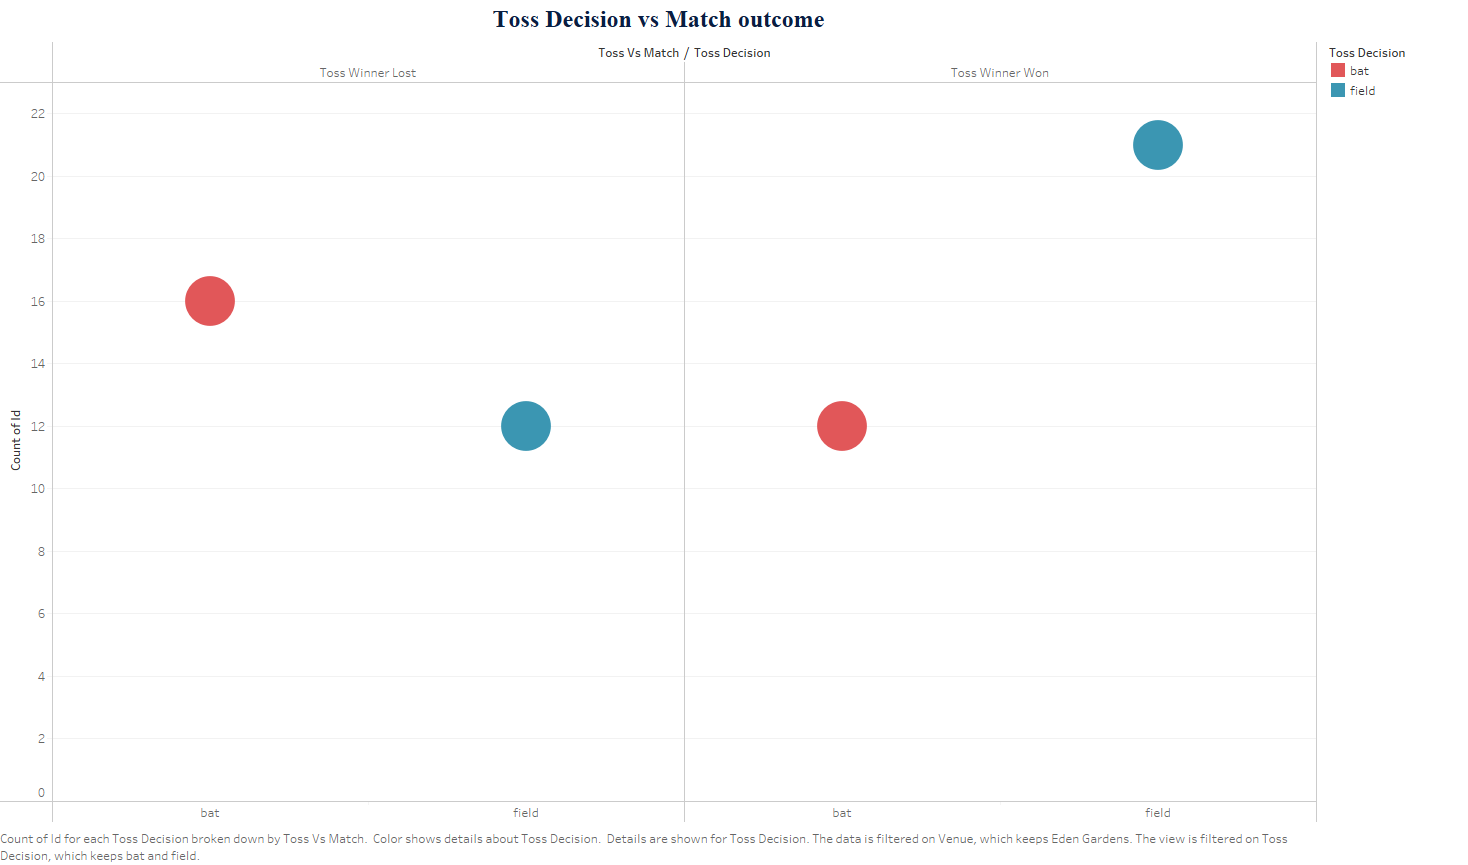 Toss Decision vs Match outcome
Toss Vs Match / Toss Decision
Toss Decision
Toss Winner Lost
Toss Winner Won
bat
field
22
20
18
16
14
12
10
8
6
4
2
0
Count of Id
bat
field
bat
field
Count of Id for each Toss Decision broken down by Toss Vs Match. Color shows details about Toss Decision. Details are shown for Toss Decision. The data is filtered on Venue, which keeps Eden Gardens. The view is filtered on Toss
Decision, which keeps bat and field.